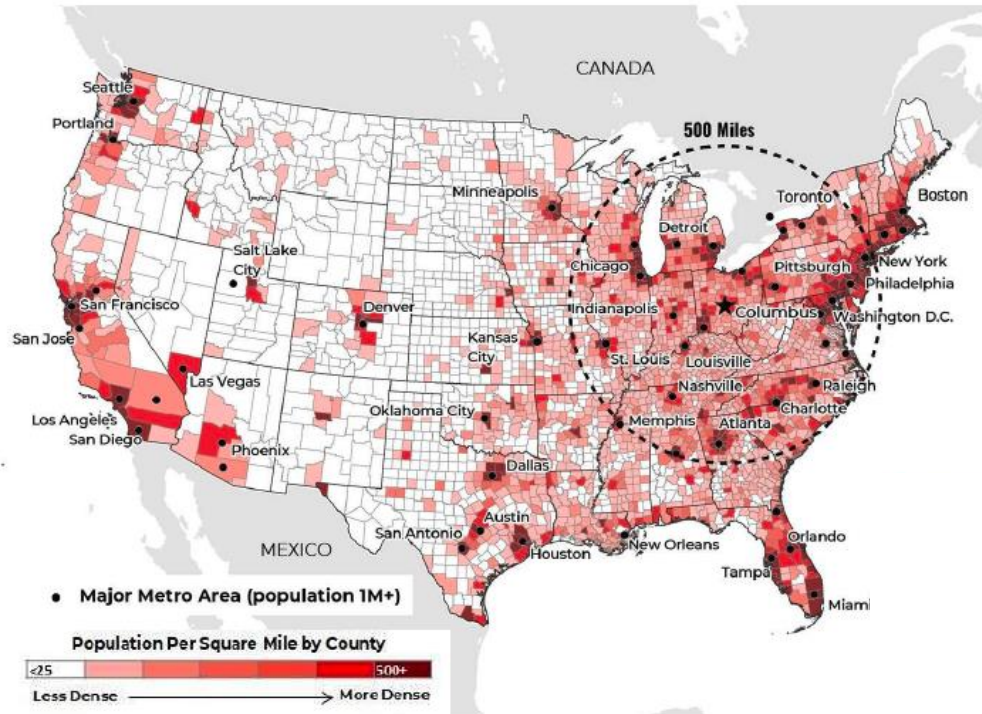 CANADA
Seattle
Portland
500 Miles
Minneapolis
Toronto
Boston
Detroit
Salt Lake
City
Chicago
Pittsburgh
New York
Philadelphia
San Francisco
Denver
Indianapolis
Columbus
Washington D.C.
San Jose
Kansas
City
St. Louis
Louisville
Las Vegas
Nashville
Raleigh
Los Angeles
Oklahoma City
Memphis
Atlanta
Charlotte
San Diego
Phoenix
Dallas
Austin
San Antonio
MEXICO
Houston
New Orleans
Orlando
Tampa
Miami
Major Metro Area (population 1M+)
Population Per Square Mile by County
<25
500+
Less Dense
More Dense